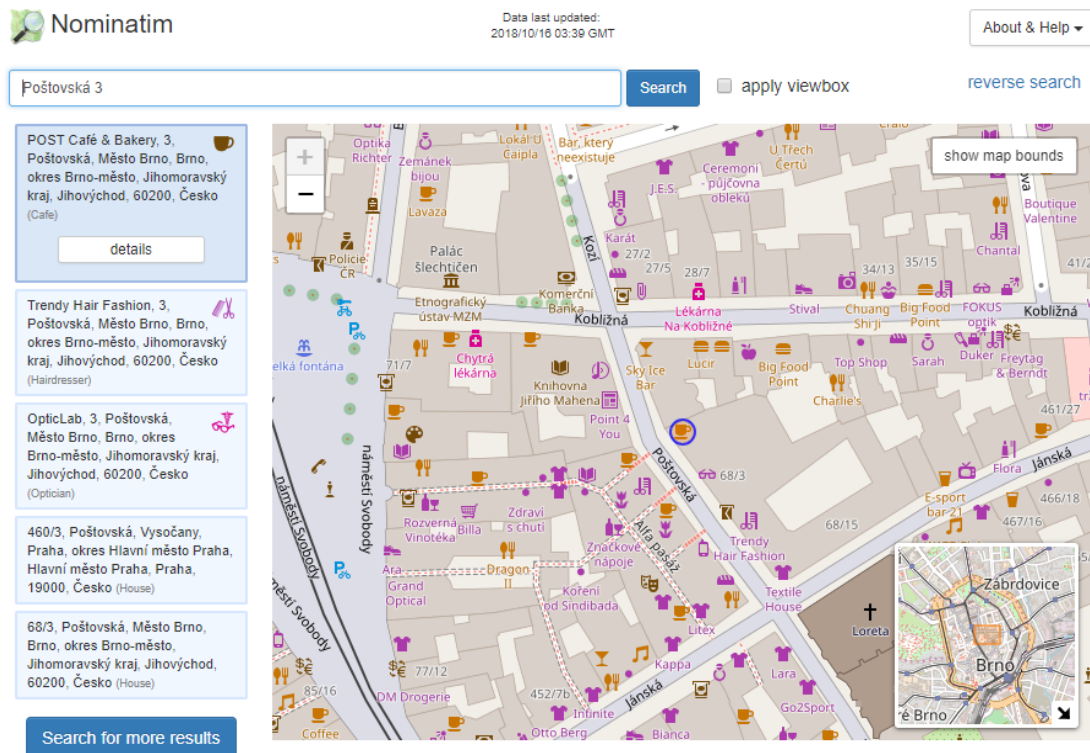 Nominatim
Data last updated:
2018/10/16 03:39 GMT
About & Help
Poštovská 3
Search
apply viewbox
reverse search
POST Café & Bakery, 3,
Poštovská, Město Brno, Brno,
okres Brno-město, Jihomoravský
kraj, Jihovýchod, 60200, Česko
(Cafe)
details
Trendy Hair Fashion, 3,
Poštovská, Město Brno, Brno,
okres Brno-město, Jihomoravský
kraj, Jihovýchod, 60200, Česko
(Hairdresser)
OpticLab, 3, Poštovská,
Město Brno, Brno, okres
Brno-město, Jihomoravský kraj,
Jihovýchod, 60200, Česko
(Optician)
460/3, Poštovská, Vysočany,
Praha, okres Hlavní město Praha,
Hlavní město Praha, Praha,
19000, Česko (House)
68/3, Poštovská, Město Brno,
Brno, okres Brno-město,
Jihomoravský kraj, Jihovýchod,
60200, Česko (House)
Search for more results
+
−
show map bounds
Optika
Richter
Zemánek
bijou
Lokál U
Caipla
Bar, který
neexistuje
U Třech
Čertů
J.E.S.
Ceremoni
- půjčovna
obleků
Boutique
Valentine
Lavaza
Kozí
Karát
Chantal
Policie
ČR
Palác
šlechtičen
27/2
27/5
28/7
34/13
35/15
Etnografický
ústav MZM
Komerční
Banka
Koblížná
Lékárna
Na Kobližné
Stival
Chuang
Shi Ji
Big Food
Point
FOKUS
optik
Koblížná
elká fontána
71/7
Chytrá
lékárna
Knihovna
Jiřího Mahena
Sky Ice
Bar
Lucir
Big Food
Point
Top Shop
Sarah
Duker
Freytag
& Berndt
Point 4
You
Charlie's
461/27
náměstí Svobody
náměstí Svobody
Poštovská
68/3
Flora
Jánská
Rozverná
Vinotéka
Billa
Zdraví
s chutí
Značkové
nápoje
Alfa pasáž
68/15
E-sport
bar 21
466/18
467/16
Ara
Grand
Optical
Dragon
II
Trendy
Hair Fashion
Koření
od Sindibada
Textile
House
Loreta
Litex
Kappa
Lara
77/12
452/7b
Jánská
85/16
DM Drogerie
Infinite
Go2Sport
Coffee
Otto Berg
Bianca
Zábrdovice
Brno
ré Brno